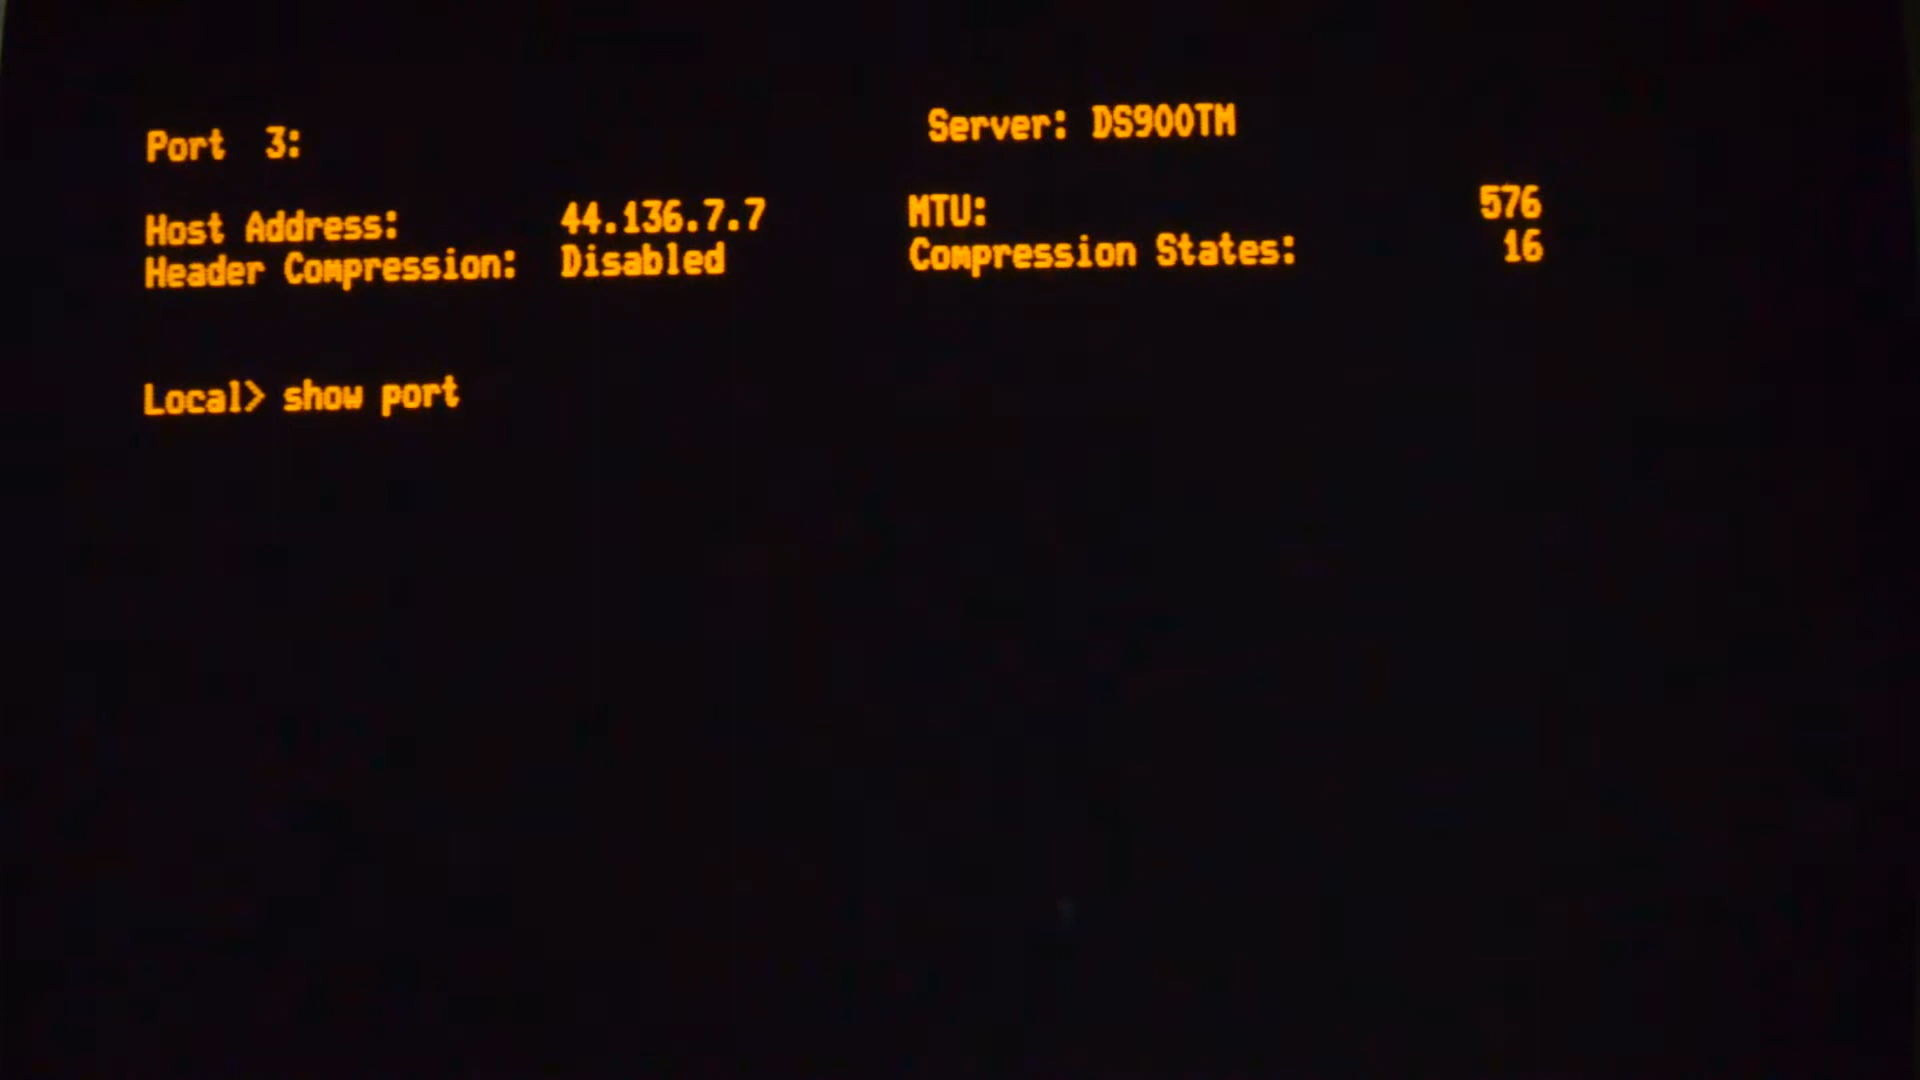 Port  3:                                Server: DS900TM
Host Address:        44.136.7.7       MTU:                         576
Header Compression:  Disabled         Compression States:           16
Local> show port